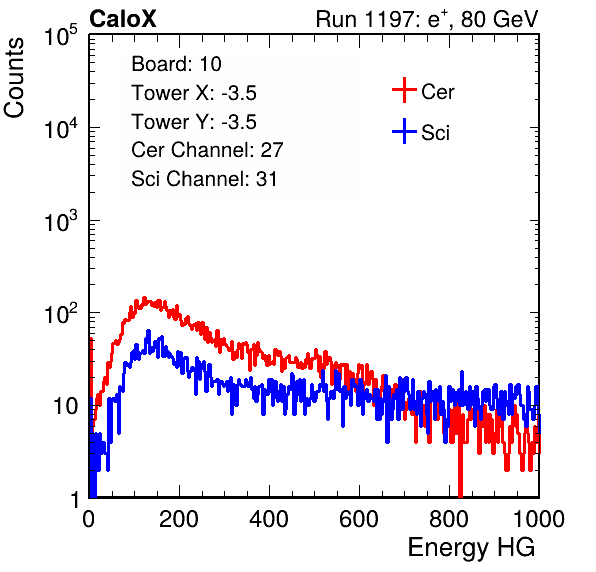 CaloX Run 1197: e⁺, 80 GeV
Board: 10
Tower X: -3.5
Tower Y: -3.5
Cer Channel: 27
Sci Channel: 31
Cer
Sci
Counts
10⁵
10⁴
10³
10²
10
1
0 200 400 600 800 1000
Energy HG